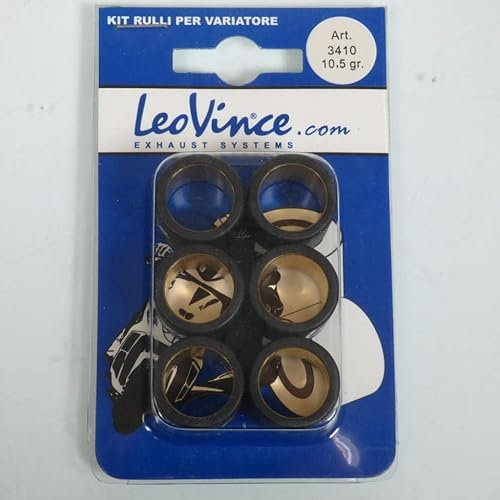 KIT RULLI PER VARIATORE
Art.
3410
10.5 gr.
LeoVince.com
EXHAUST SYSTEMS